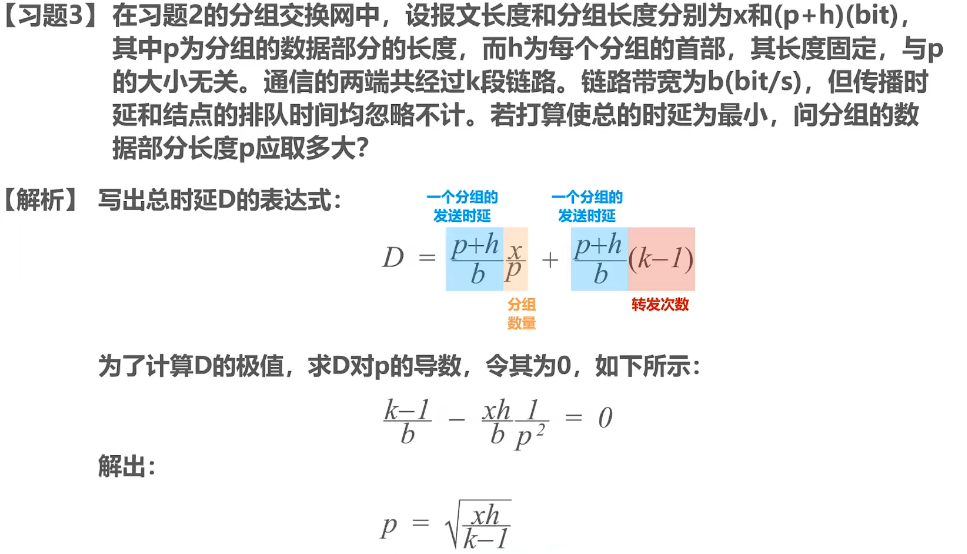 【习题3】 在习题2的分组交换网中，设报文长度和分组长度分别为x和(p+h)(bit)，
其中p为分组的数据部分的长度，而h为每个分组的首部，其长度固定，与p
的大小无关。通信的两端共经过k段链路。链路带宽为b(bit/s)，但传播时
延和结点的排队时间均忽略不计。若打算使总的时延为最小，问分组的数
据部分长度p应取多大?
【解析】 写出总时延D的表达式：
一个分组的
发送时延
一个分组的
发送时延
D = \frac{p+h}{b} \frac{x}{p} + \frac{p+h}{b} (k-1)
分组
数量
转发次数
为了计算D的极值，求D对p的导数，令其为0，如下所示：
\frac{k-1}{b} - \frac{xh}{b} \frac{1}{p^2} = 0
解出：
p = \sqrt{\frac{xh}{k-1}}